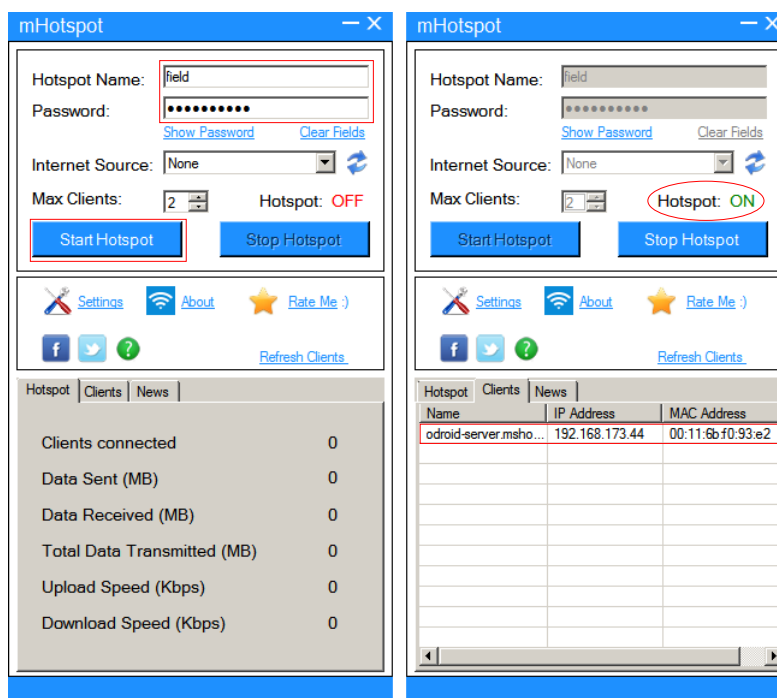 mHotspot
Hotspot Name: field
Password: ••••••••••
Show Password Clear Fields
Internet Source: None
Max Clients: 2 Hotspot: OFF
Start Hotspot Stop Hotspot
Settings About Rate Me :)
f ?
Refresh Clients
Hotspot Clients News
Clients connected 0
Data Sent (MB) 0
Data Received (MB) 0
Total Data Transmitted (MB) 0
Upload Speed (Kbps) 0
Download Speed (Kbps) 0
mHotspot
Hotspot Name: field
Password: ••••••••••
Show Password Clear Fields
Internet Source: None
Max Clients: 2 Hotspot: ON
Start Hotspot Stop Hotspot
Settings About Rate Me :)
f ?
Refresh Clients
Hotspot Clients News
Name IP Address MAC Address
odroid-server.msho... 192.168.173.44 00:11:6b:f0:93:e2